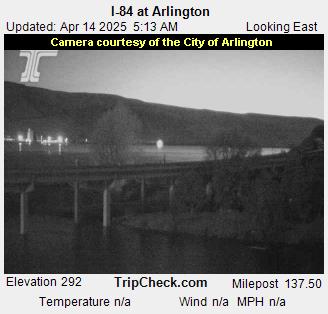 I-84 at Arlington
Updated: Apr 14 2025 5:13 AM Looking East
Camera courtesy of the City of Arlington
Elevation 292 TripCheck.com Milepost 137.50
Temperature n/a Wind n/a MPH n/a